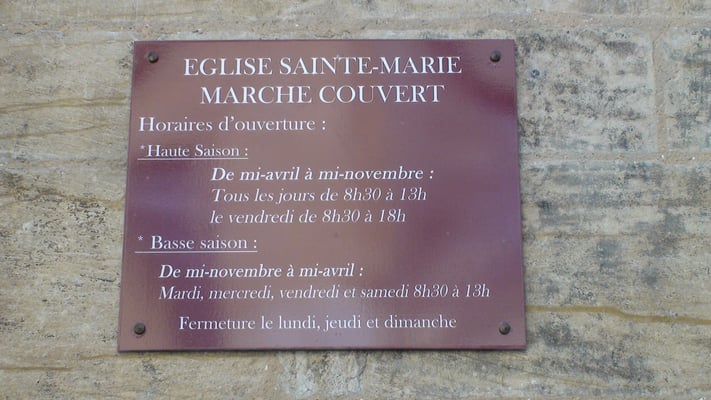 EGLISE SAINTE-MARIE
MARCHE COUVERT
Horaires d'ouverture :
*Haute Saison :
De mi-avril à mi-novembre :
Tous les jours de 8h30 à 13h
le vendredi de 8h30 à 18h
* Basse saison :
De mi-novembre à mi-avril :
Mardi, mercredi, vendredi et samedi 8h30 à 13h
Fermeture le lundi, jeudi et dimanche